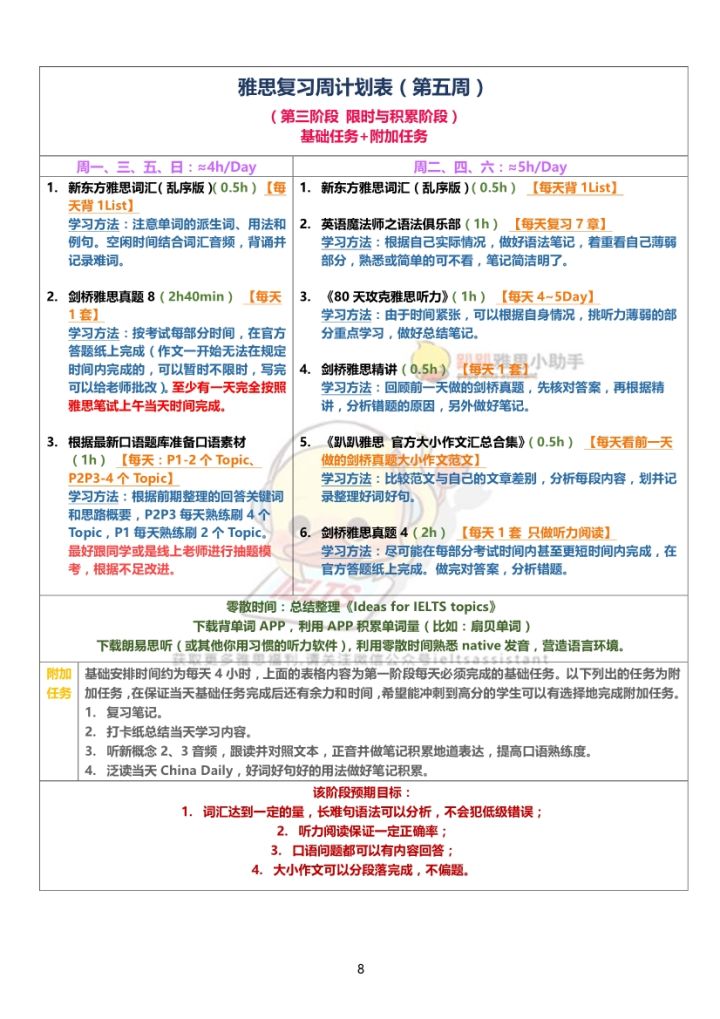 雅思复习周计划表（第五周）
（第三阶段 限时与积累阶段）
基础任务+附加任务
周一、三、五、日：≈4h/Day
1. 新东方雅思词汇（乱序版）（0.5h）【每
天背 1List】
学习方法：注意单词的派生词、用法和
例句。空闲时间结合词汇音频，背诵并
记录难词。
2. 剑桥雅思真题 8（2h40min）【每天
1 套】
学习方法：按考试每部分时间，在官方
答题纸上完成（作文一开始无法在规定
时间内完成的，可以暂时不限时，写完
可以给老师批改）。至少有一天完全按照
雅思笔试上午当天时间完成。
3. 根据最新口语题库准备口语素材
（1h）【每天：P1-2 个 Topic、
P2P3-4 个 Topic】
学习方法：根据前期整理的回答关键词
和思路概要，P2P3 每天熟练刷 4 个
Topic，P1 每天熟练刷 2 个 Topic。
最好跟同学或是线上老师进行抽题模
考，根据不足改进。
周二、四、六：≈5h/Day
1. 新东方雅思词汇（乱序版）（0.5h）【每天背 1List】
2. 英语魔法师之语法俱乐部（1h）【每天复习 7 章】
学习方法：根据自己实际情况，做好语法笔记，着重看自己薄弱
部分，熟悉或简单的可不看，笔记简洁明了。
3. 《80 天攻克雅思听力》（1h）【每天 4~5Day】
学习方法：由于时间紧张，可以根据自身情况，挑听力薄弱的部
分重点学习，做好总结笔记。
4. 剑桥雅思精讲（0.5h）【每天 1 套】
学习方法：回顾前一天做的剑桥真题，先核对答案，再根据精
讲，分析错题的原因，另外做好笔记。
5. 《趴趴雅思 官方大小作文汇总合集》（0.5h）【每天看前一天
做的剑桥真题大小作文范文】
学习方法：比较范文与自己的文章差别，分析每段内容，划并记
录整理好词好句。
6. 剑桥雅思真题 4（2h）【每天 1 套 只做听力阅读】
学习方法：尽可能在每部分考试时间内甚至更短时间内完成，在
官方答题纸上完成。做完对答案，分析错题。
趴趴雅思小助手
IELTS
零散时间：总结整理《Ideas for IELTS topics》
下载背单词 APP，利用 APP 积累单词量（比如：扇贝单词）
下载朗易思听（或其他你用习惯的听力软件），利用零散时间熟悉 native 发音，营造语言环境。
获取更多雅思福利,请关注微信公众号ieltsassistant
附加
任务
基础安排时间约为每天 4 小时，上面的表格内容为第一阶段每天必须完成的基础任务。以下列出的任务为附
加任务，在保证当天基础任务完成后还有余力和时间，希望能冲刺到高分的学生可以有选择地完成附加任务。
1. 复习笔记。
2. 打卡纸总结当天学习内容。
3. 听新概念 2、3 音频，跟读并对照文本，正音并做笔记积累地道表达，提高口语熟练度。
4. 泛读当天 China Daily，好词好句好的用法做好笔记积累。
该阶段预期目标：
1. 词汇达到一定的量，长难句语法可以分析，不会犯低级错误；
2. 听力阅读保证一定正确率；
3. 口语问题都可以有内容回答；
4. 大小作文可以分段落完成，不偏题。
8